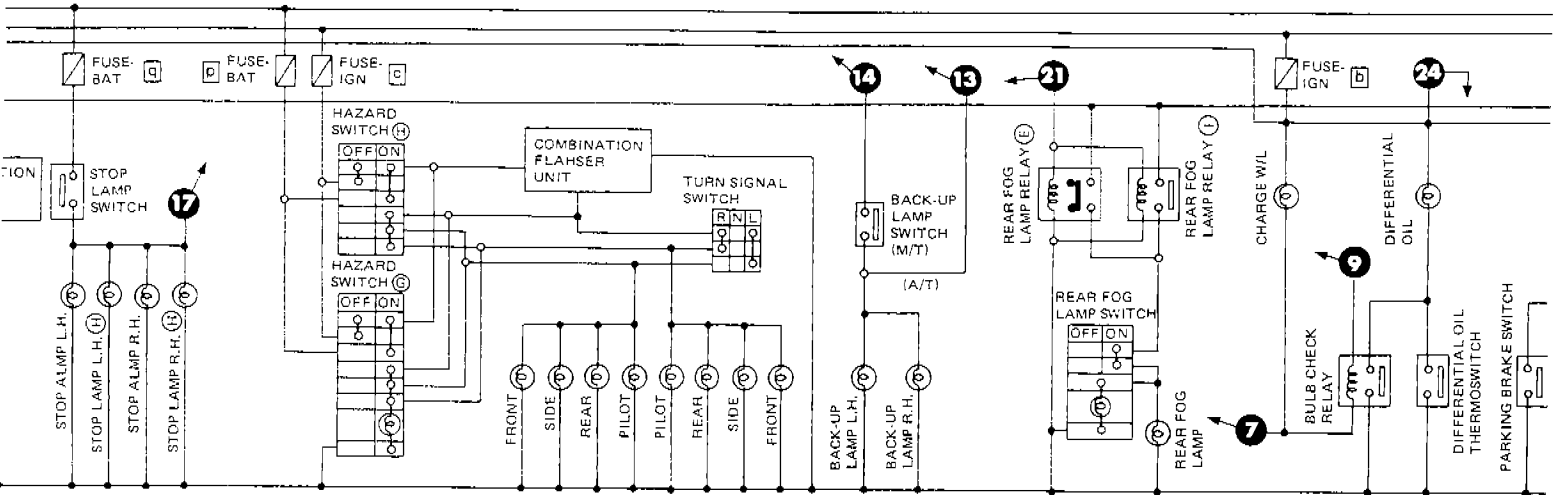 FUSE-
BAT
q
p
FUSE-
BAT
FUSE-
IGN
c
14
13
21
FUSE-
IGN
b
24
TION
STOP
LAMP
SWITCH
17
HAZARD
SWITCH H
OFF ON
COMBINATION
FLAHSER
UNIT
TURN SIGNAL
SWITCH
R N L
BACK-UP
LAMP
SWITCH
(M/T)
(A/T)
REAR FOG
LAMP RELAY E
REAR FOG
LAMP RELAY F
CHARGE W/L
DIFFERENTIAL
OIL
HAZARD
SWITCH G
OFF ON
REAR FOG
LAMP SWITCH
OFF ON
9
7
STOP ALMP L.H.
STOP LAMP L.H. H
STOP ALMP R.H.
STOP LAMP R.H. H
FRONT
SIDE
REAR
PILOT
PILOT
REAR
SIDE
FRONT
BACK-UP
LAMP L.H.
BACK-UP
LAMP R.H.
REAR FOG
LAMP
BULB CHECK
RELAY
DIFFERENTIAL OIL
THERMOSWITCH
PARKING BRAKE SWITCH